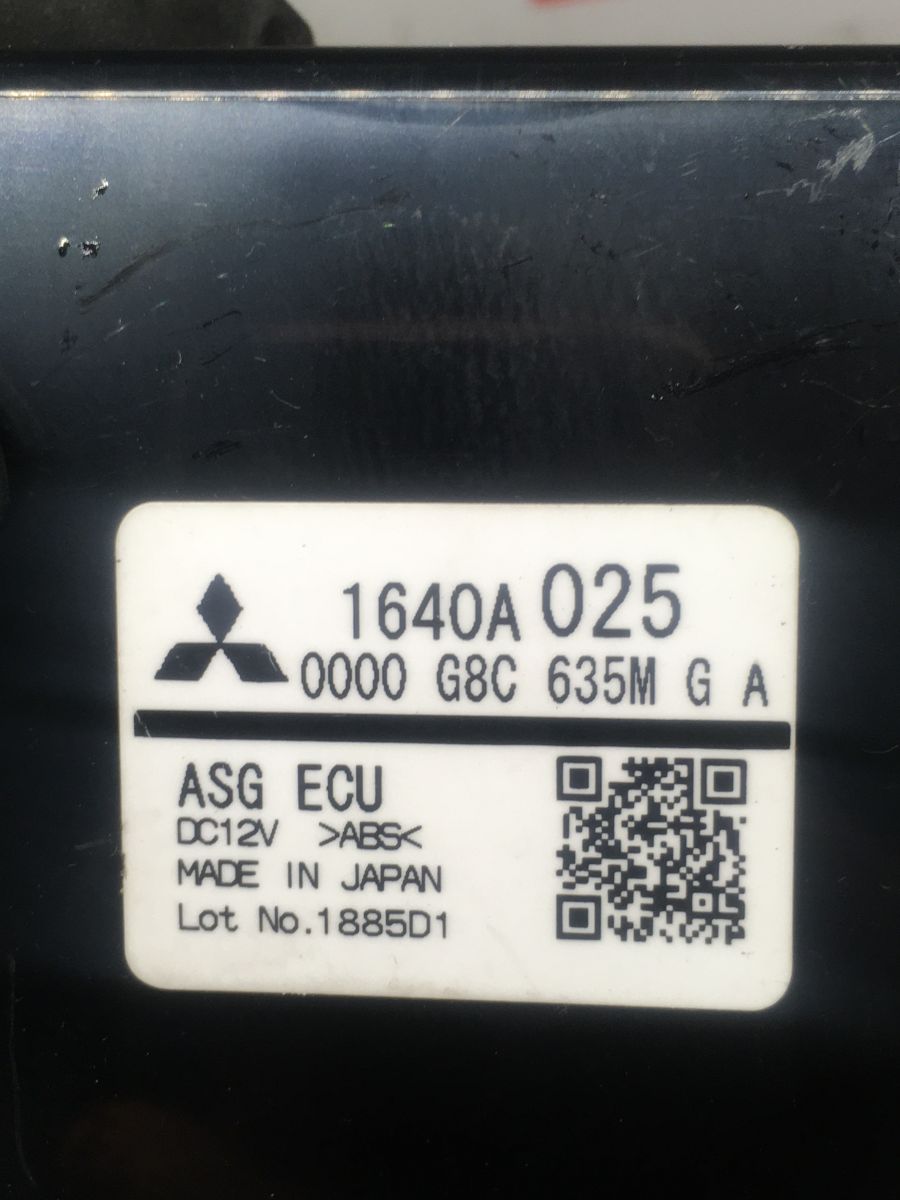 1640A 025
0000 G8C 635M G A
ASG ECU
DC12V >ABS<
MADE IN JAPAN
Lot No.1885D1